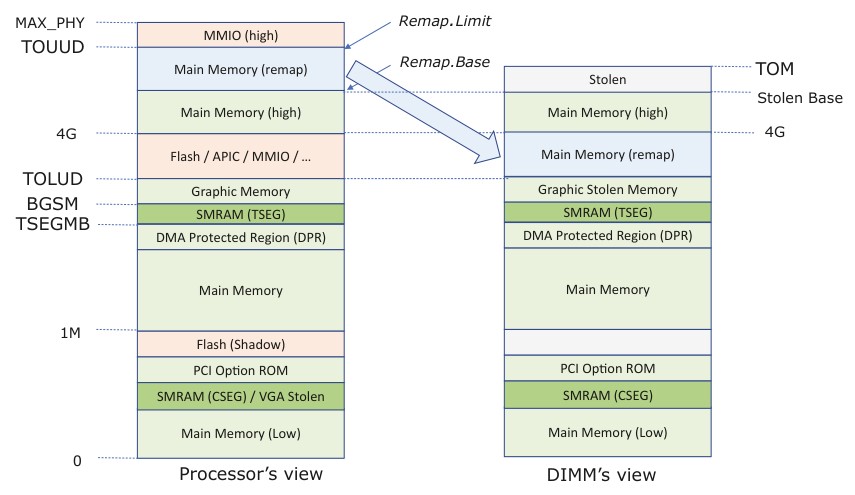 MAX_PHY
TOUUD
4G
TOLUD
BGSM
TSEGMB
1M
0
MMIO (high)
Main Memory (remap)
Main Memory (high)
Flash / APIC / MMIO / ...
Graphic Memory
SMRAM (TSEG)
DMA Protected Region (DPR)
Main Memory
Flash (Shadow)
PCI Option ROM
SMRAM (CSEG) / VGA Stolen
Main Memory (Low)
Processor's view
Remap.Limit
Remap.Base
Stolen
Main Memory (high)
Main Memory (remap)
Graphic Stolen Memory
SMRAM (TSEG)
DMA Protected Region (DPR)
Main Memory
PCI Option ROM
SMRAM (CSEG)
Main Memory (Low)
DIMM's view
TOM
Stolen Base
4G